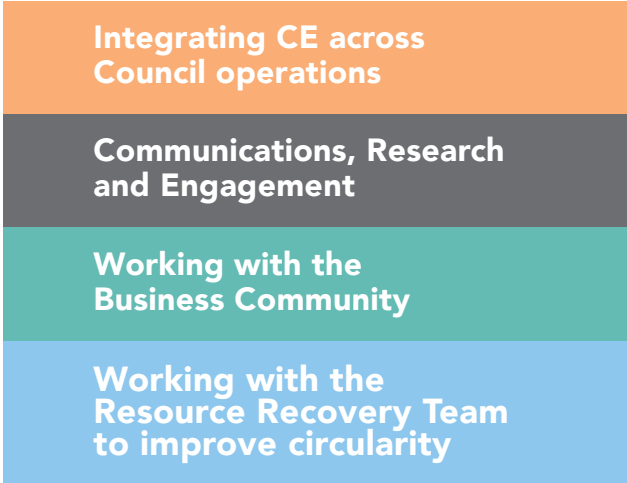 Integrating CE across
Council operations
Communications, Research
and Engagement
Working with the
Business Community
Working with the
Resource Recovery Team
to improve circularity